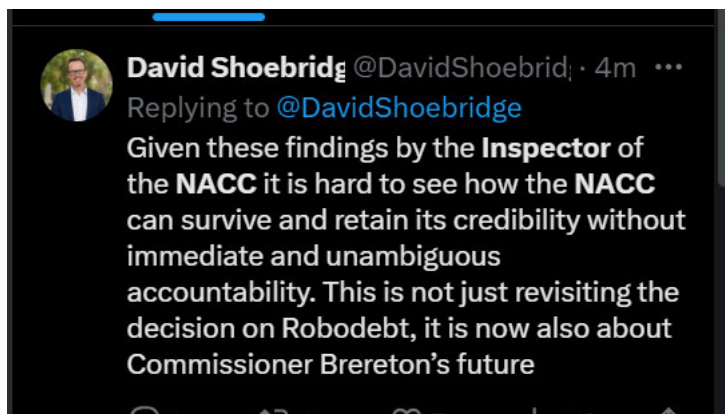 David Shoebridg @DavidShoebrid · 4m ···
Replying to @DavidShoebridge
Given these findings by the Inspector of
the NACC it is hard to see how the NACC
can survive and retain its credibility without
immediate and unambiguous
accountability. This is not just revisiting the
decision on Robodebt, it is now also about
Commissioner Brereton’s future